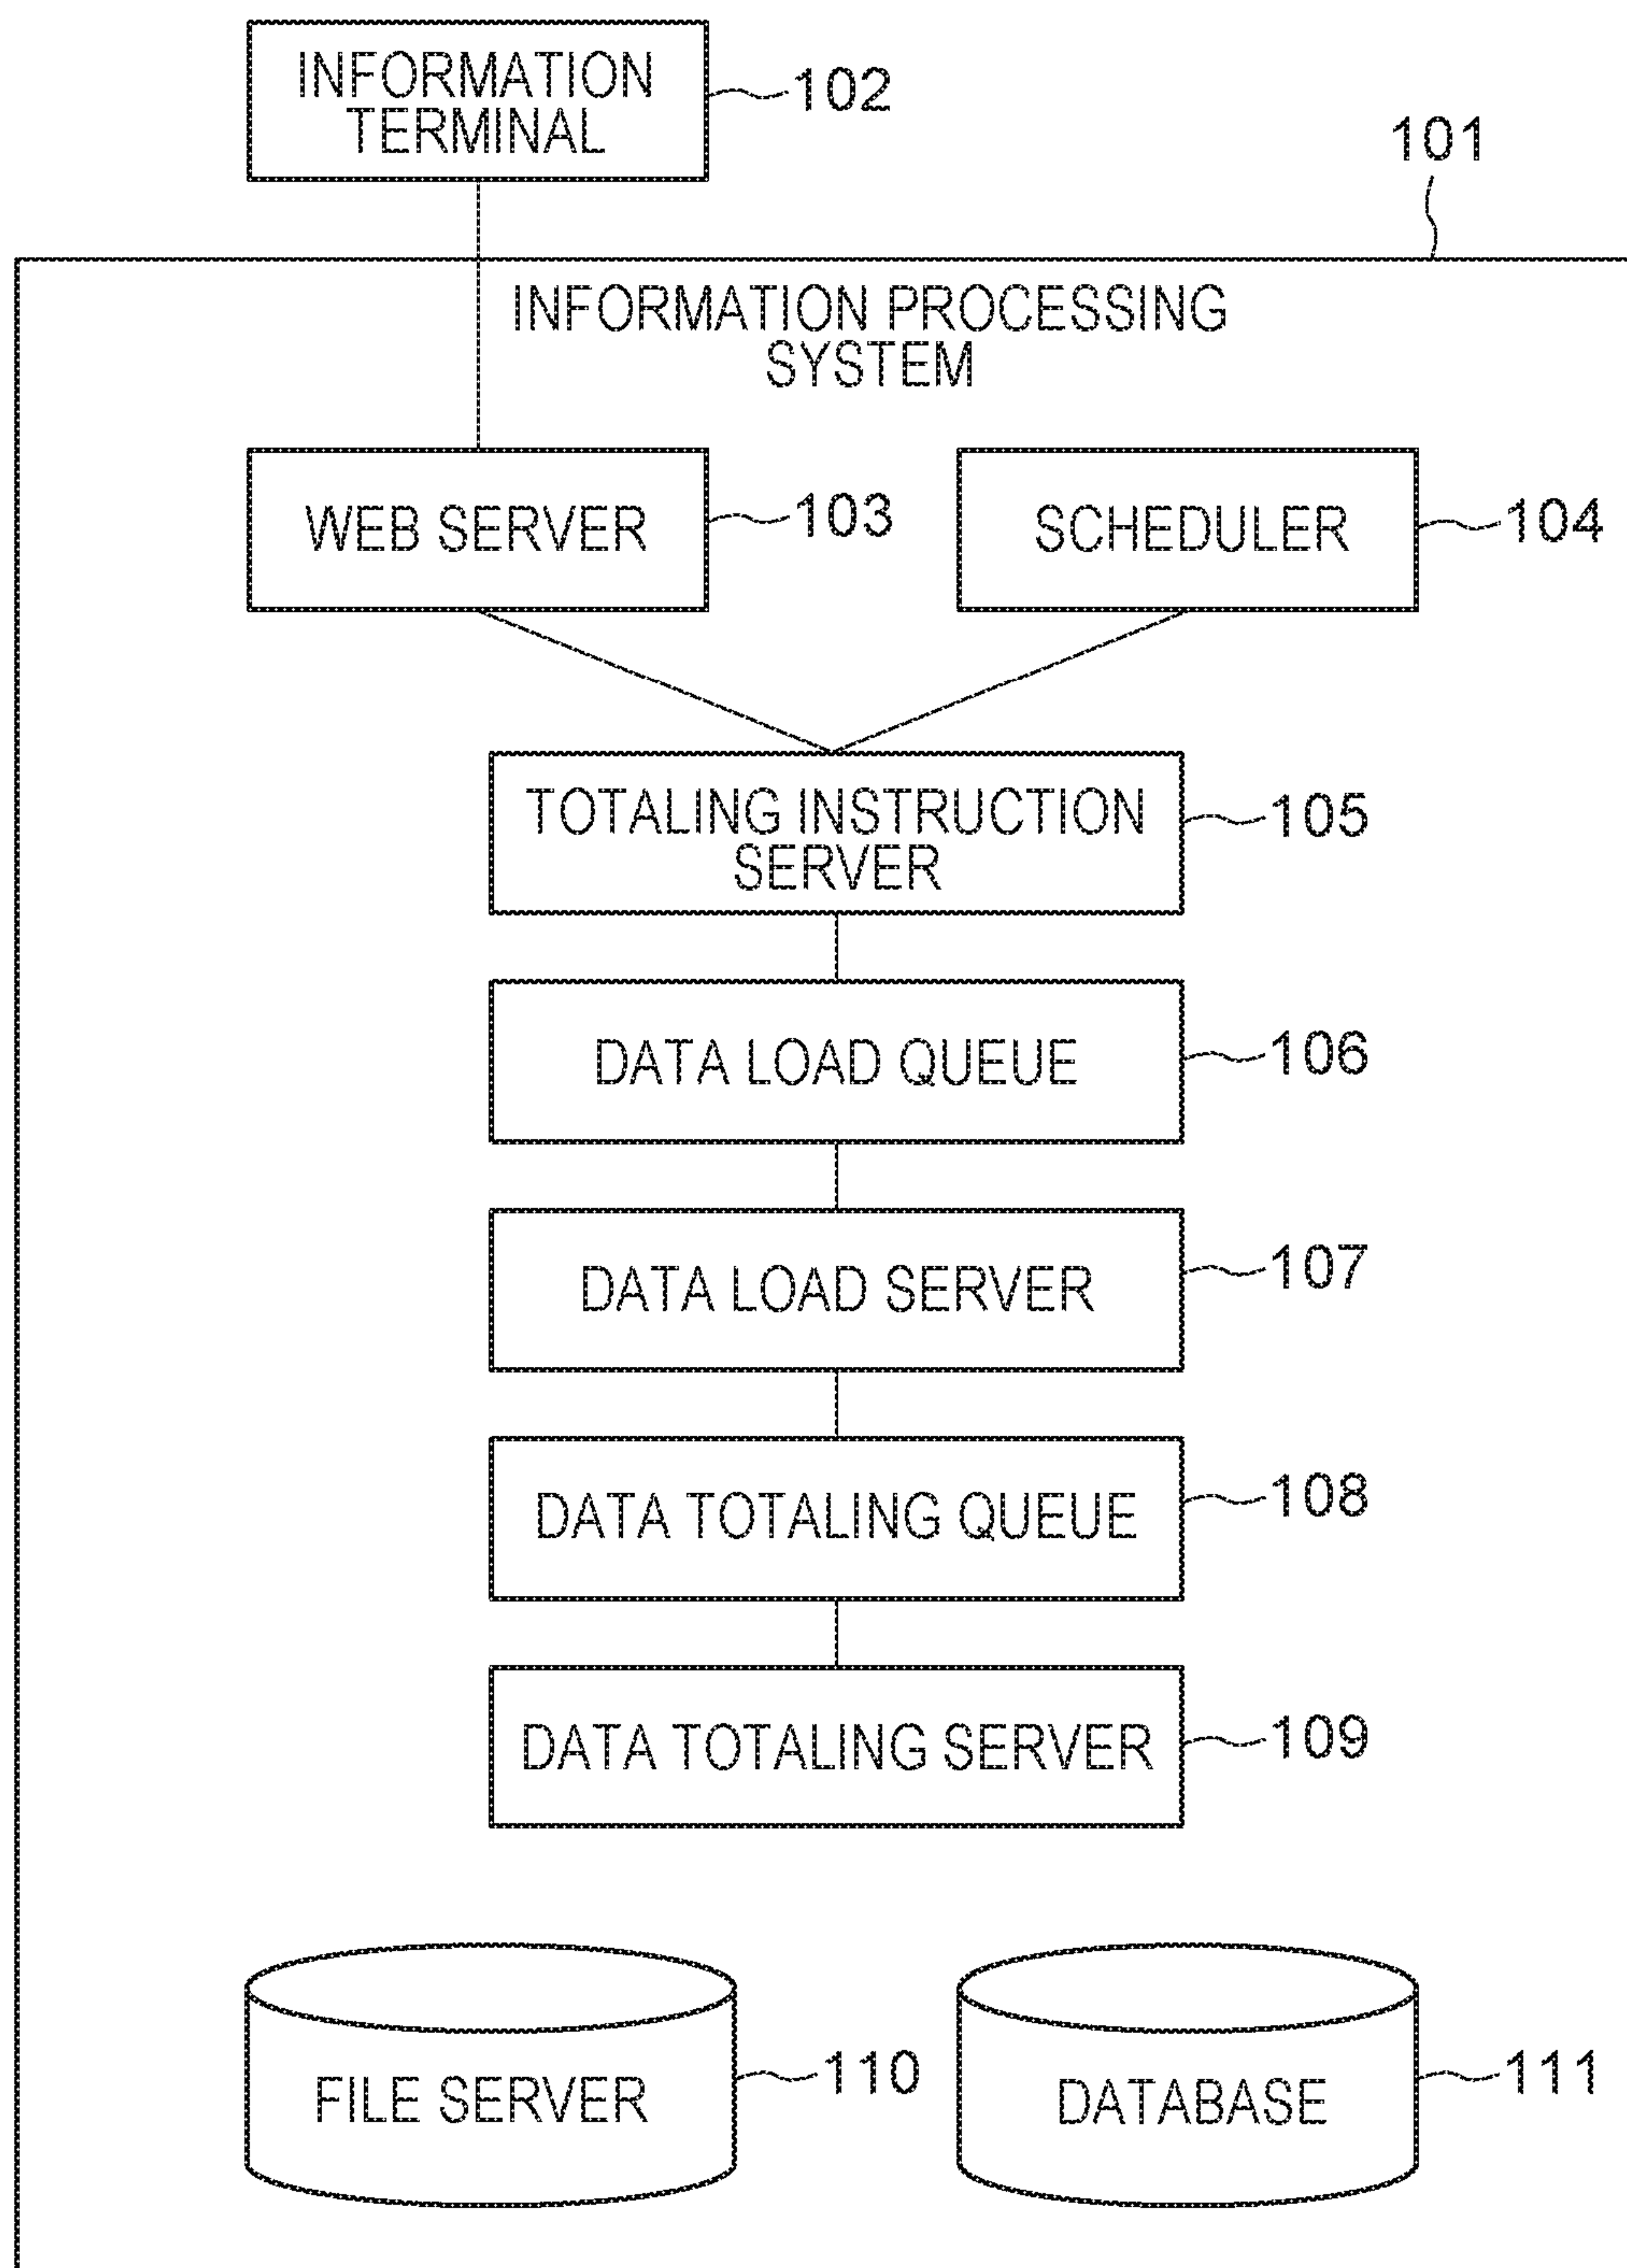 INFORMATION
TERMINAL
102
101
INFORMATION PROCESSING
SYSTEM
WEB SERVER
103
SCHEDULER
104
TOTALING INSTRUCTION
SERVER
105
DATA LOAD QUEUE
106
DATA LOAD SERVER
107
DATA TOTALING QUEUE
108
DATA TOTALING SERVER
109
FILE SERVER
110
DATABASE
111